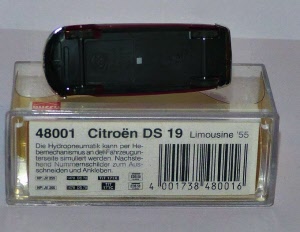 48001 Citroën DS 19 Limousine '55
Die Hydropneumatik kann per He-
bemechanismus an der Fahrzeugun-
terseite simuliert werden. Nachste-
hend Nummernschilder zum Aus-
schneiden und Ankleben.
4 001738 480016